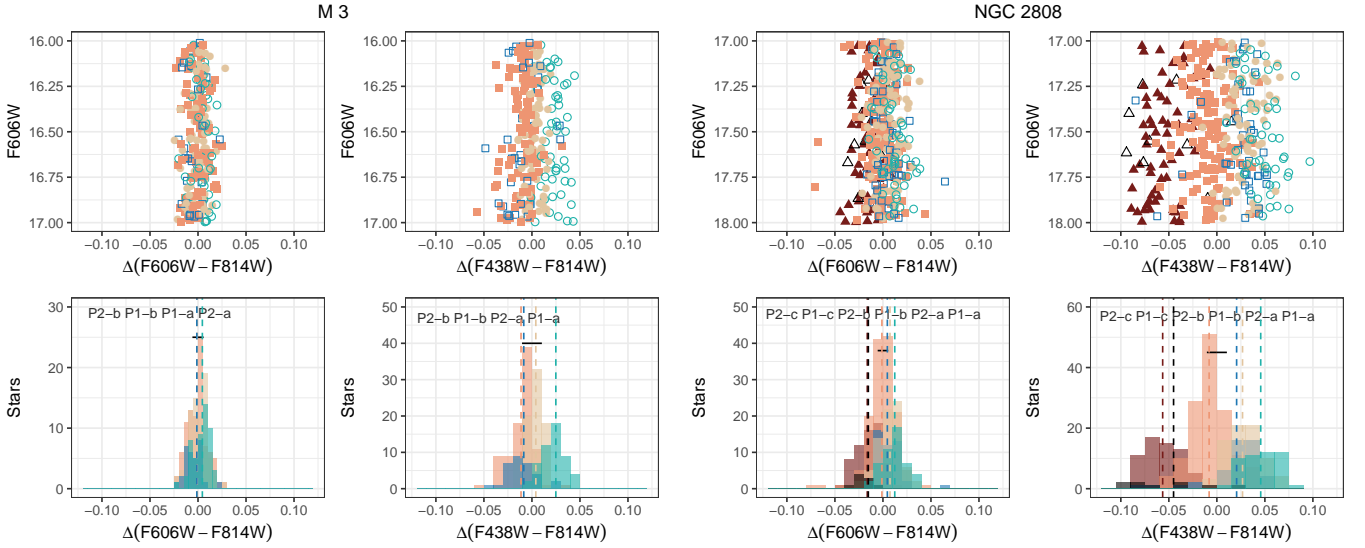 M 3
NGC 2808
16.00
16.25
16.50
16.75
17.00
F606W
−0.10 −0.05 0.00 0.05 0.10
Δ(F606W − F814W)
16.00
16.25
16.50
16.75
17.00
F606W
−0.10 −0.05 0.00 0.05 0.10
Δ(F438W − F814W)
17.00
17.25
17.50
17.75
18.00
F606W
−0.10 −0.05 0.00 0.05 0.10
Δ(F606W − F814W)
17.00
17.25
17.50
17.75
18.00
F606W
−0.10 −0.05 0.00 0.05 0.10
Δ(F438W − F814W)
30
20
10
0
Stars
P2−b P1−b P1−a P2−a
−0.10 −0.05 0.00 0.05 0.10
Δ(F606W − F814W)
50
40
30
20
10
0
Stars
P2−b P1−b P2−a P1−a
−0.10 −0.05 0.00 0.05 0.10
Δ(F438W − F814W)
50
40
30
20
10
0
Stars
P2−c P1−c P2−b P1−b P2−a P1−a
−0.10 −0.05 0.00 0.05 0.10
Δ(F606W − F814W)
60
40
20
0
Stars
P2−c P1−c P2−b P1−b P2−a P1−a
−0.10 −0.05 0.00 0.05 0.10
Δ(F438W − F814W)